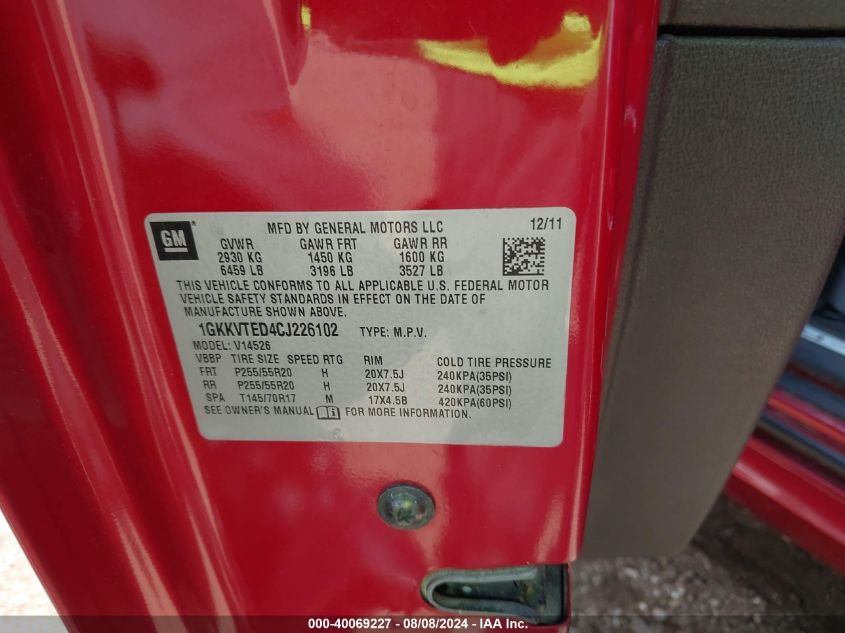 GM
MFD BY GENERAL MOTORS LLC 12/11
GVWR GAWR FRT GAWR RR
2930 KG 1450 KG 1600 KG
6459 LB 3196 LB 3527 LB
THIS VEHICLE CONFORMS TO ALL APPLICABLE U.S. FEDERAL MOTOR
VEHICLE SAFETY STANDARDS IN EFFECT ON THE DATE OF
MANUFACTURE SHOWN ABOVE.
1GKKVTED4CJ226102 TYPE: M.P.V.
MODEL: V14526
VBBP TIRE SIZE SPEED RTG RIM COLD TIRE PRESSURE
FRT P255/55R20 H 20X7.5J 240KPA(35PSI)
RR P255/55R20 H 20X7.5J 240KPA(35PSI)
SPA T145/70R17 M 17X4.5B 420KPA(60PSI)
SEE OWNER'S MANUAL FOR MORE INFORMATION.
000-40069227 - 08/08/2024 - IAA Inc.